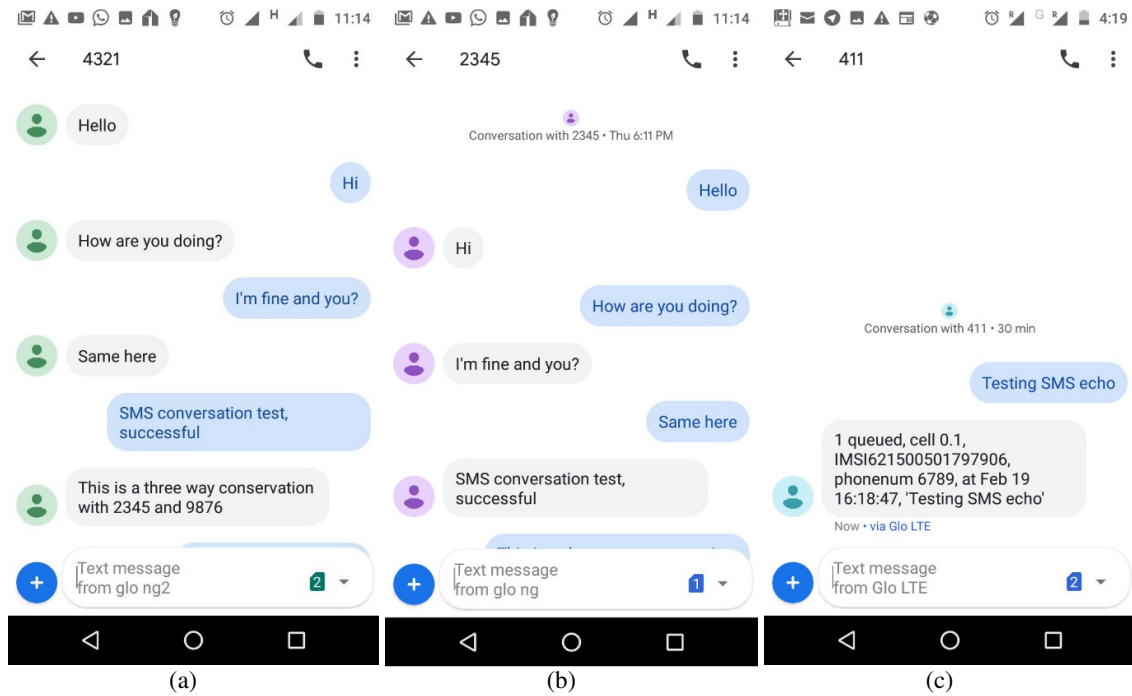 11:14
4321
Hello
Hi
How are you doing?
I'm fine and you?
Same here
SMS conversation test,
successful
This is a three way conservation
with 2345 and 9876
Text message
from glo ng2
2
(a)
H
11:14
2345
Conversation with 2345 • Thu 6:11 PM
Hello
Hi
How are you doing?
I'm fine and you?
Same here
SMS conversation test,
successful
Text message
from glo ng
1
(b)
R G R
4:19
411
Conversation with 411 • 30 min
Testing SMS echo
1 queued, cell 0.1,
IMSI621500501797906,
phonenum 6789, at Feb 19
16:18:47, 'Testing SMS echo'
Now • via Glo LTE
Text message
from Glo LTE
2
(c)